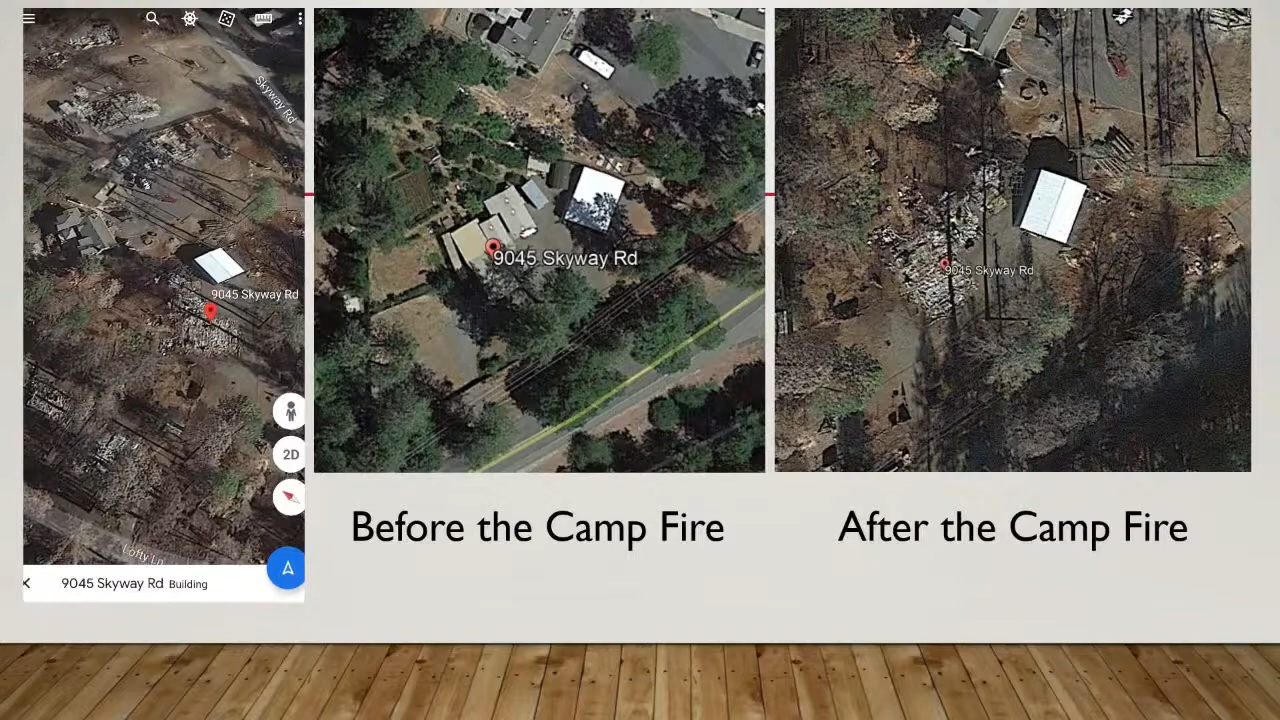 Skyway Rd
9045 Skyway Rd
2D
Lofty Ln
9045 Skyway Rd Building
9045 Skyway Rd
9045 Skyway Rd
Before the Camp Fire
After the Camp Fire